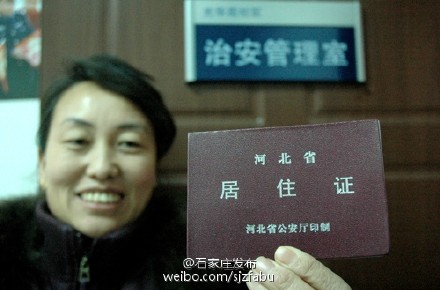 治安管理室
河北省
居住证
河北省公安厅印制
@石家庄发布
weibo.com/sjzfabu